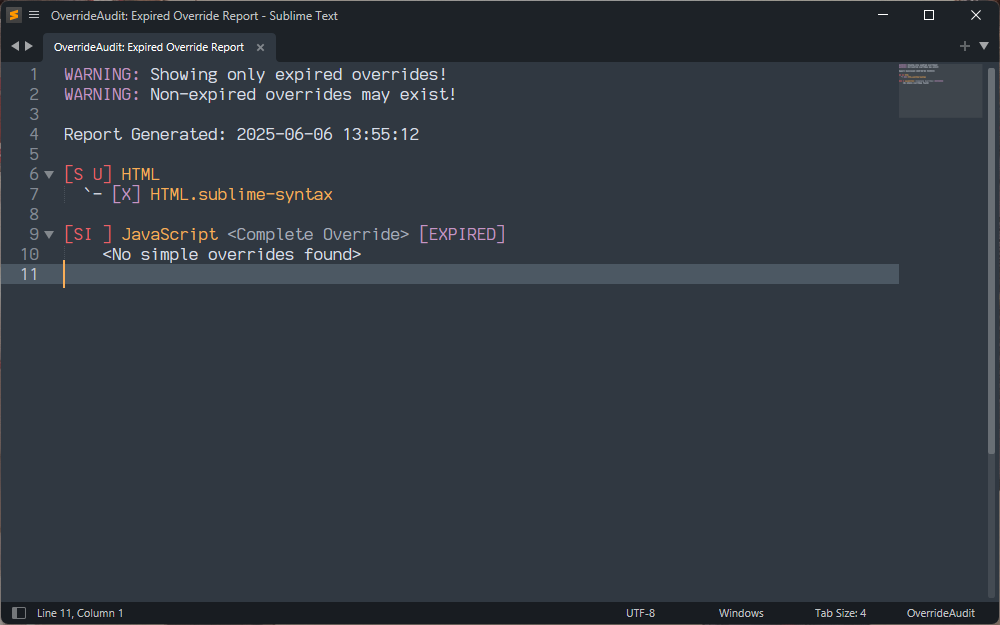 OverrideAudit: Expired Override Report - Sublime Text
OverrideAudit: Expired Override Report
1 WARNING: Showing only expired overrides!
2 WARNING: Non-expired overrides may exist!
3
4 Report Generated: 2025-06-06 13:55:12
5
6 [S U] HTML
7 `- [X] HTML.sublime-syntax
8
9 [SI ] JavaScript <Complete Override> [EXPIRED]
10 <No simple overrides found>
11
Line 11, Column 1 UTF-8 Windows Tab Size: 4 OverrideAudit